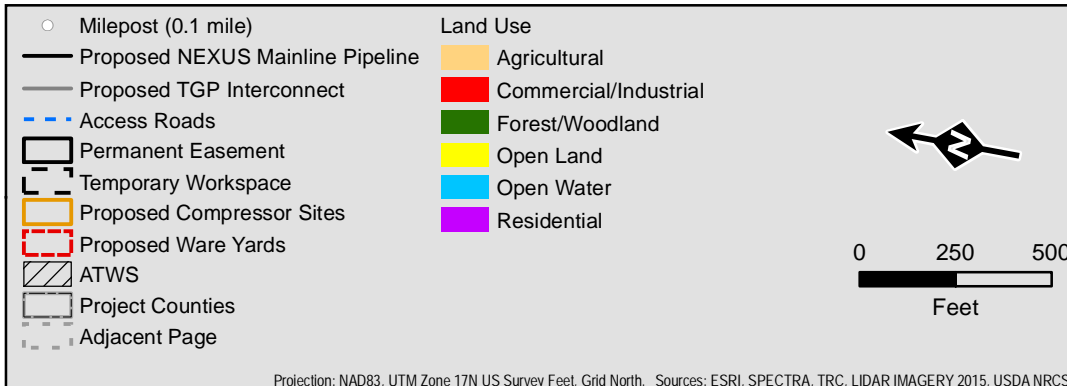 Milepost (0.1 mile)
Proposed NEXUS Mainline Pipeline
Proposed TGP Interconnect
Access Roads
Permanent Easement
Temporary Workspace
Proposed Compressor Sites
Proposed Ware Yards
ATWS
Project Counties
Adjacent Page
Land Use
Agricultural
Commercial/Industrial
Forest/Woodland
Open Land
Open Water
Residential
N
0 250 500
Feet
Projection: NAD83, UTM Zone 17N US Survey Feet, Grid North. Sources: ESRI, SPECTRA, TRC, LIDAR IMAGERY 2015, USDA NRCS